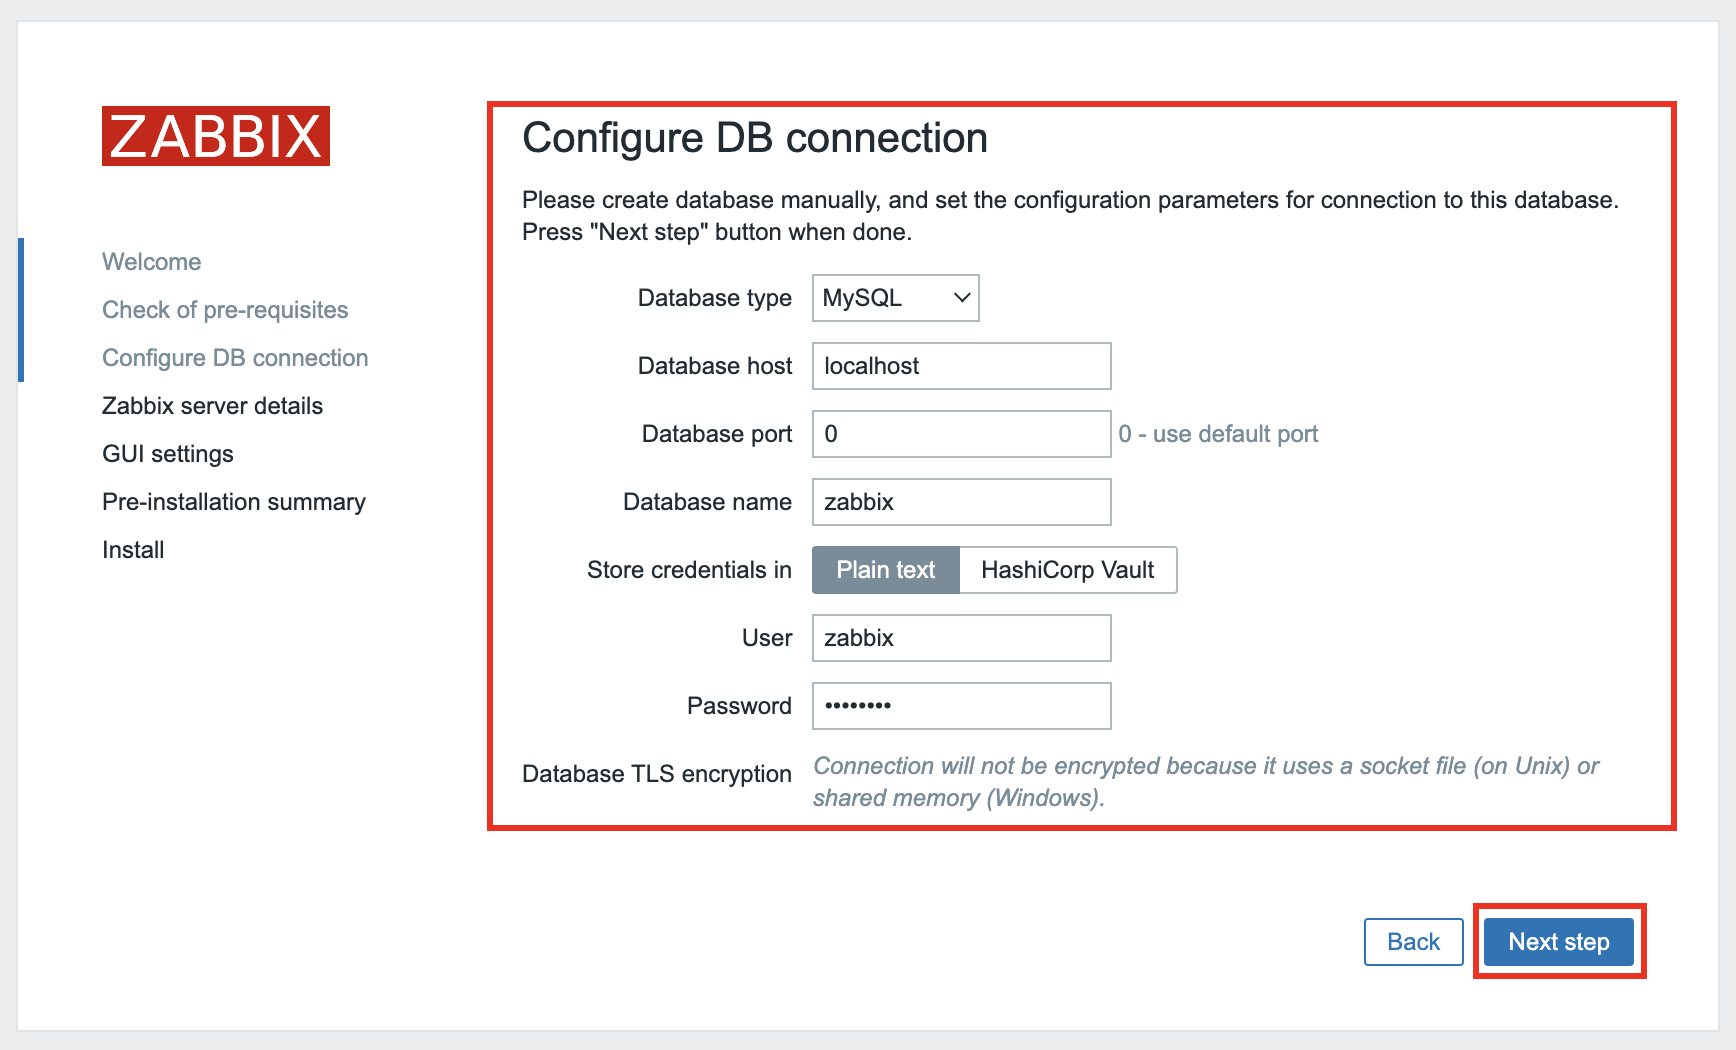 ZABBIX
Welcome
Check of pre-requisites
Configure DB connection
Zabbix server details
GUI settings
Pre-installation summary
Install
Configure DB connection
Please create database manually, and set the configuration parameters for connection to this database.
Press "Next step" button when done.
Database type MySQL
Database host localhost
Database port 0 0 - use default port
Database name zabbix
Store credentials in Plain text HashiCorp Vault
User zabbix
Password ••••••••
Database TLS encryption Connection will not be encrypted because it uses a socket file (on Unix) or
shared memory (Windows).
Back Next step